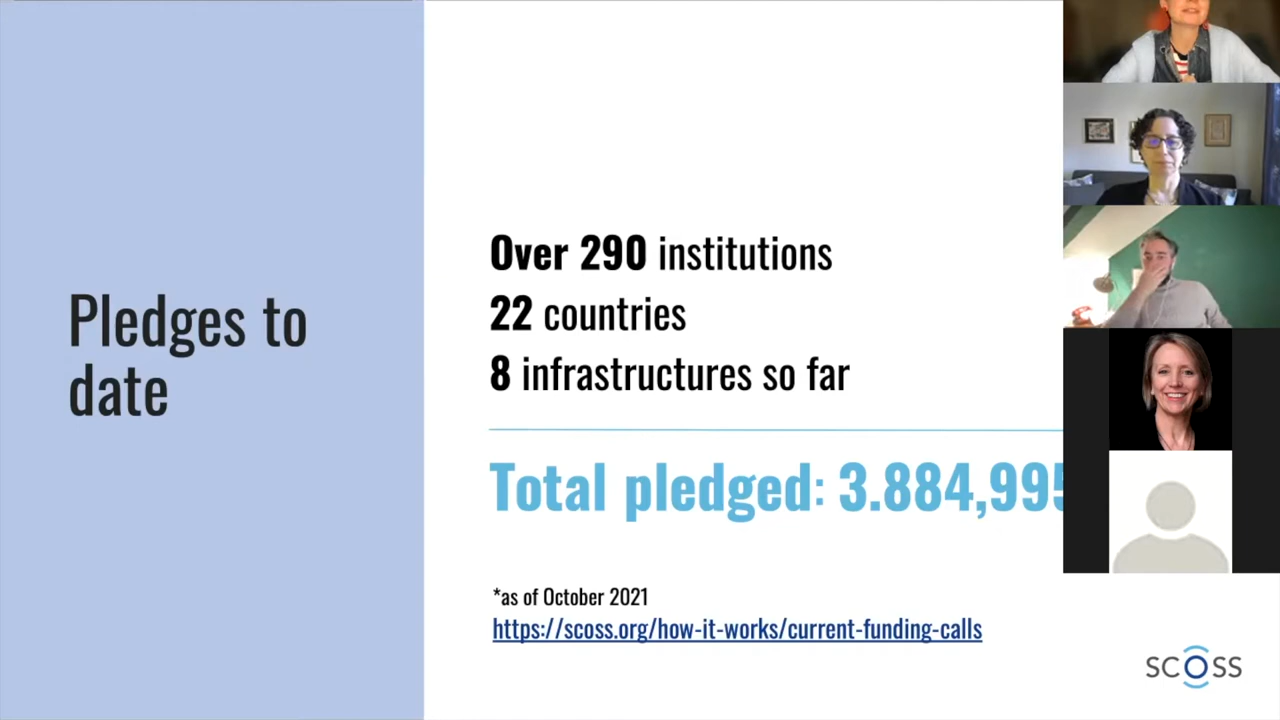 Pledges to
date
Over 290 institutions
22 countries
8 infrastructures so far
Total pledged: 3.884,995
*as of October 2021
https://scoss.org/how-it-works/current-funding-calls
SCOSS